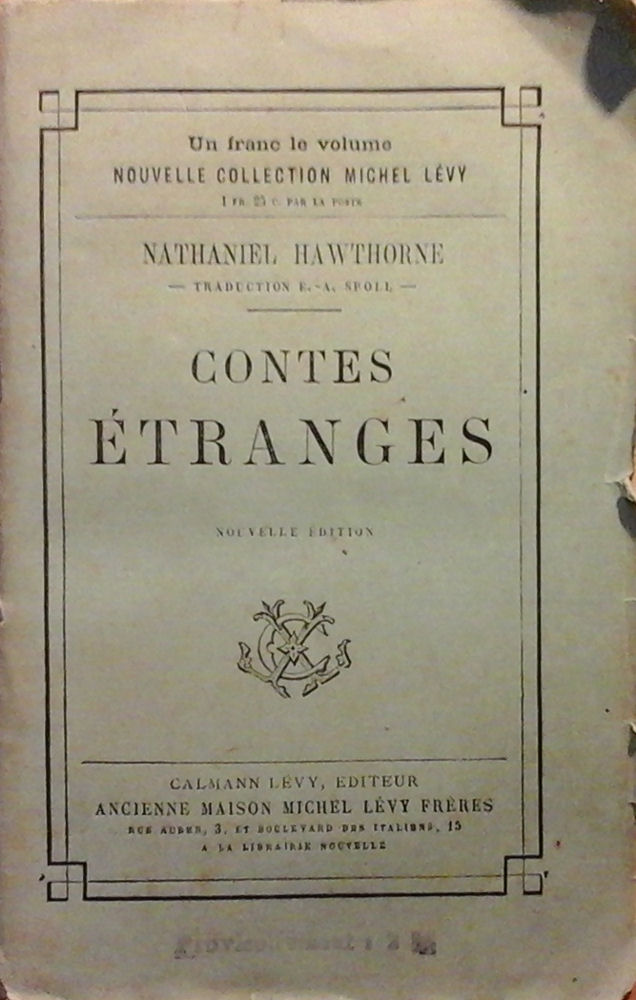 Un franc le volume
NOUVELLE COLLECTION MICHEL LÉVY
1 FR. 25 C. PAR LA POSTE
NATHANIEL HAWTHORNE
— TRADUCTION E.-A. SPOLL —
CONTES
ÉTRANGES
NOUVELLE ÉDITION
CALMANN LÉVY, EDITEUR
ANCIENNE MAISON MICHEL LÉVY FRÈRES
RUE AUBER, 3, ET BOULEVARD DES ITALIENS, 15
A LA LIBRAIRIE NOUVELLE